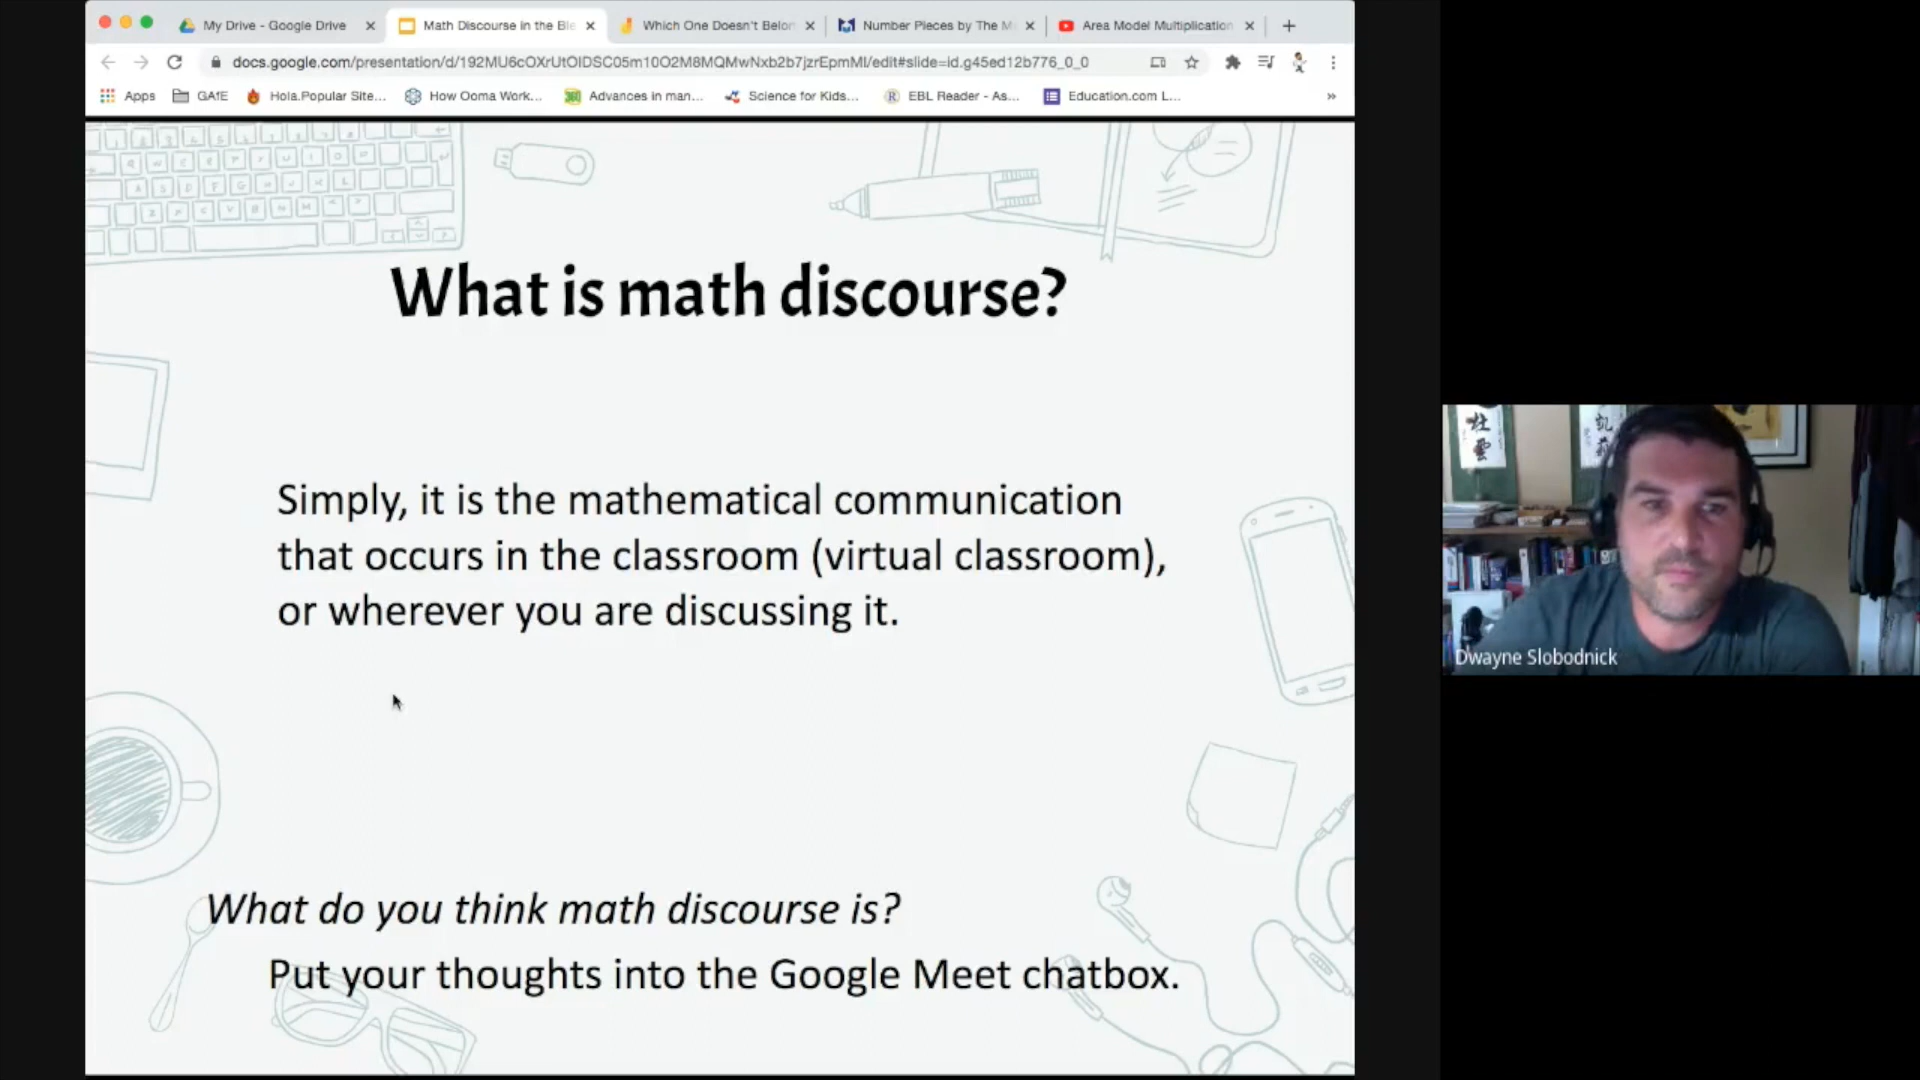 My Drive - Google Drive
Math Discourse in the Ble
Which One Doesn't Belon
Number Pieces by The M
Area Model Multiplication
docs.google.com/presentation/d/192MU6cOXrUtOIDSC05m10O2M8MQMwNxb2b7jzrEpmMI/edit#slide=id.g45ed12b776_0_0
Apps
GAfE
Hola.Popular Site...
How Ooma Work...
Advances in man...
Science for Kids...
EBL Reader - As...
Education.com L...
»
What is math discourse?
Simply, it is the mathematical communication
that occurs in the classroom (virtual classroom),
or wherever you are discussing it.
What do you think math discourse is?
Put your thoughts into the Google Meet chatbox.
Dwayne Slobodnick